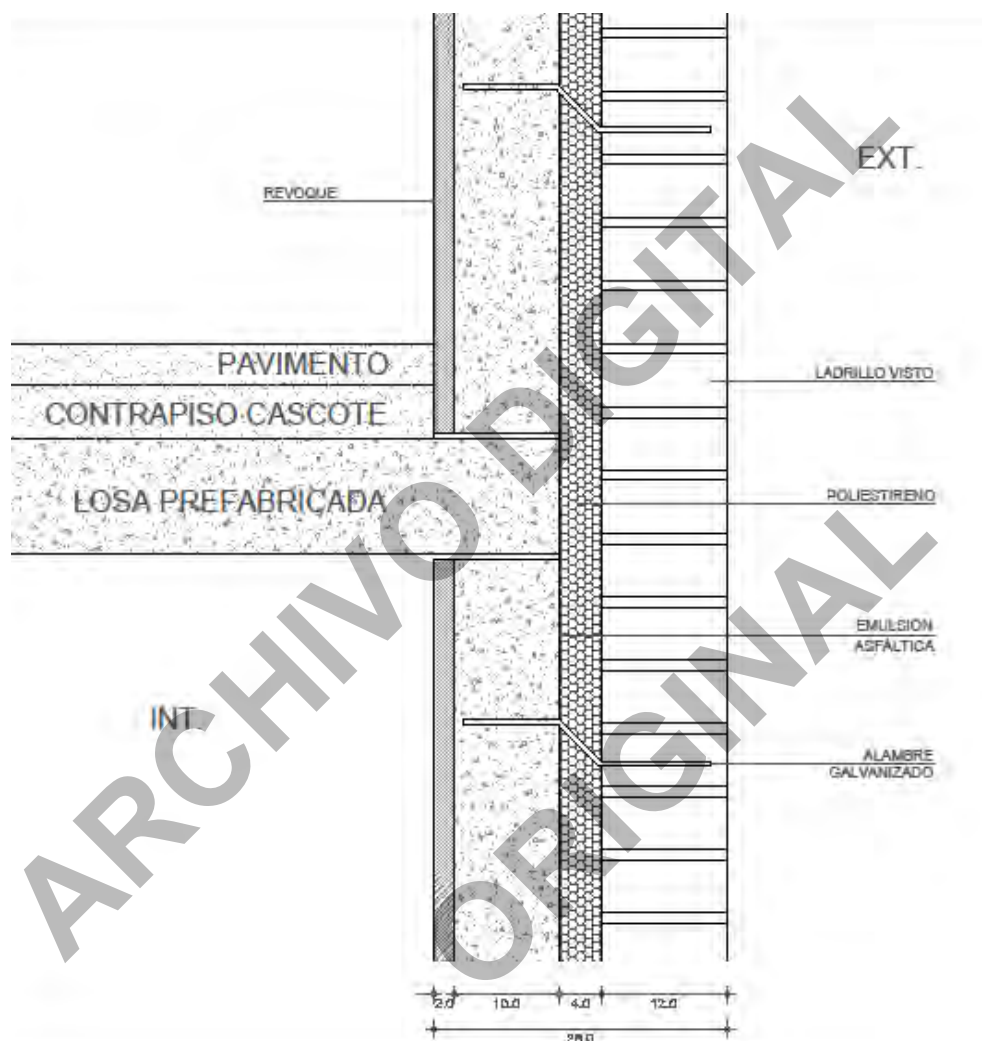 EXT.
REVOQUE
PAVIMENTO
LADRILLO VISTO
CONTRAPISO CASCOTE
LOSA PREFABRICADA
POLIESTIRENO
EMULSIÓN
ASFÁLTICA
INT.
ALAMBRE
GALVANIZADO
2.0 10.0 4.0 12.0
28.0
ARCHIVO DIGITAL
ORIGINAL